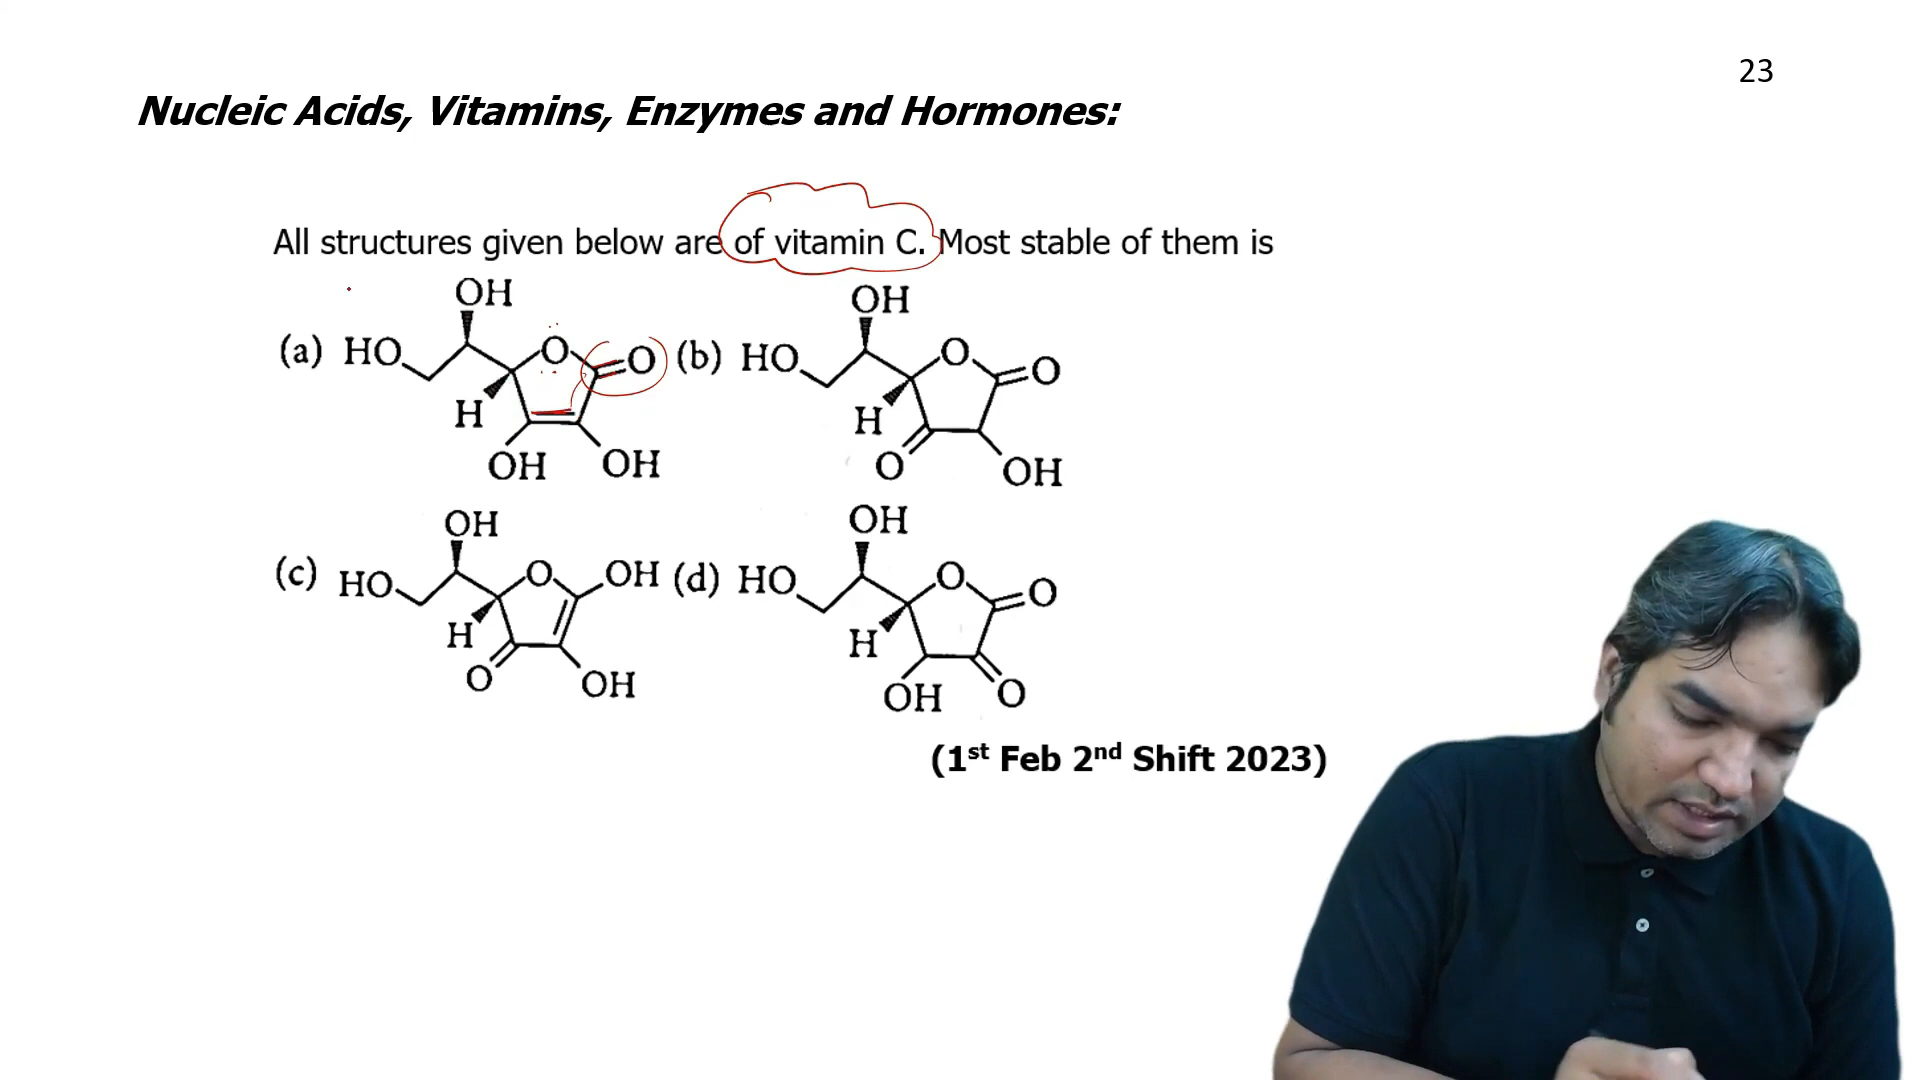 23
Nucleic Acids, Vitamins, Enzymes and Hormones:
All structures given below are of vitamin C. Most stable of them is
(a) HO OH O O H OH OH
(b) HO OH O O H O OH
(c) HO OH O OH H O OH
(d) HO OH O O H OH O
(1st Feb 2nd Shift 2023)